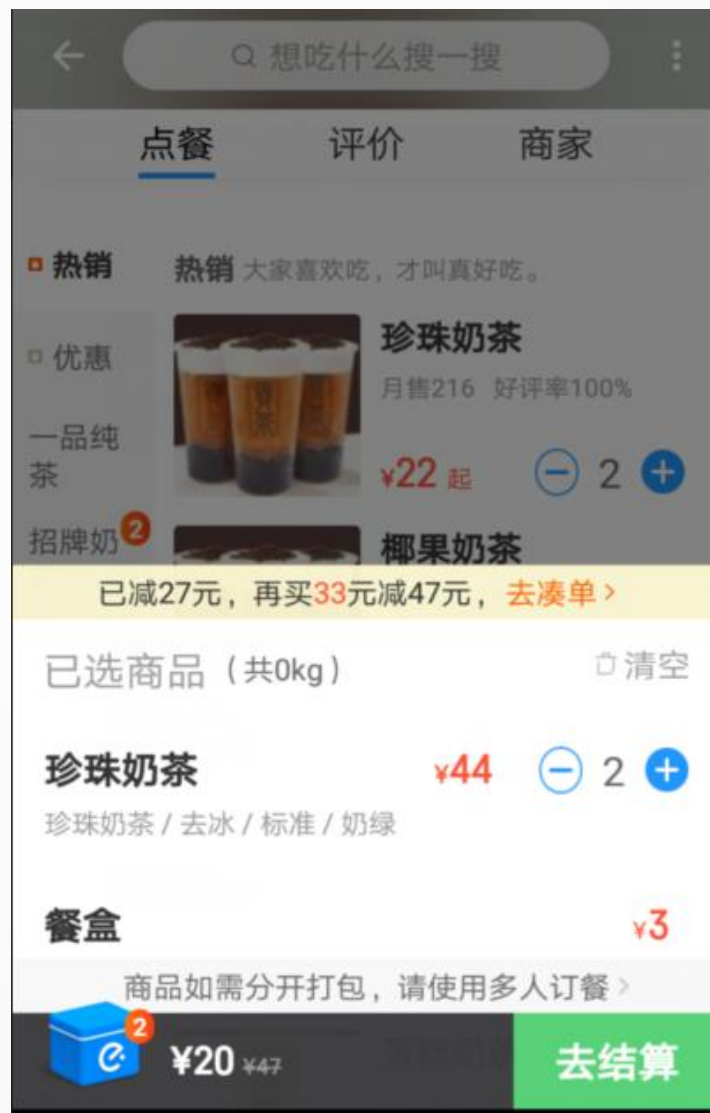 想吃什么搜一搜
点餐 评价 商家
热销
热销 大家喜欢吃，才叫真好吃。
优惠
珍珠奶茶
月售216 好评率100%
一品纯茶
¥22 起 2
招牌奶 2
椰果奶茶
已减27元，再买33元减47元，去凑单>
已选商品（共0kg） 清空
珍珠奶茶 ¥44 2
珍珠奶茶 / 去冰 / 标准 / 奶绿
餐盒 ¥3
商品如需分开打包，请使用多人订餐>
2
¥20 ¥47 去结算